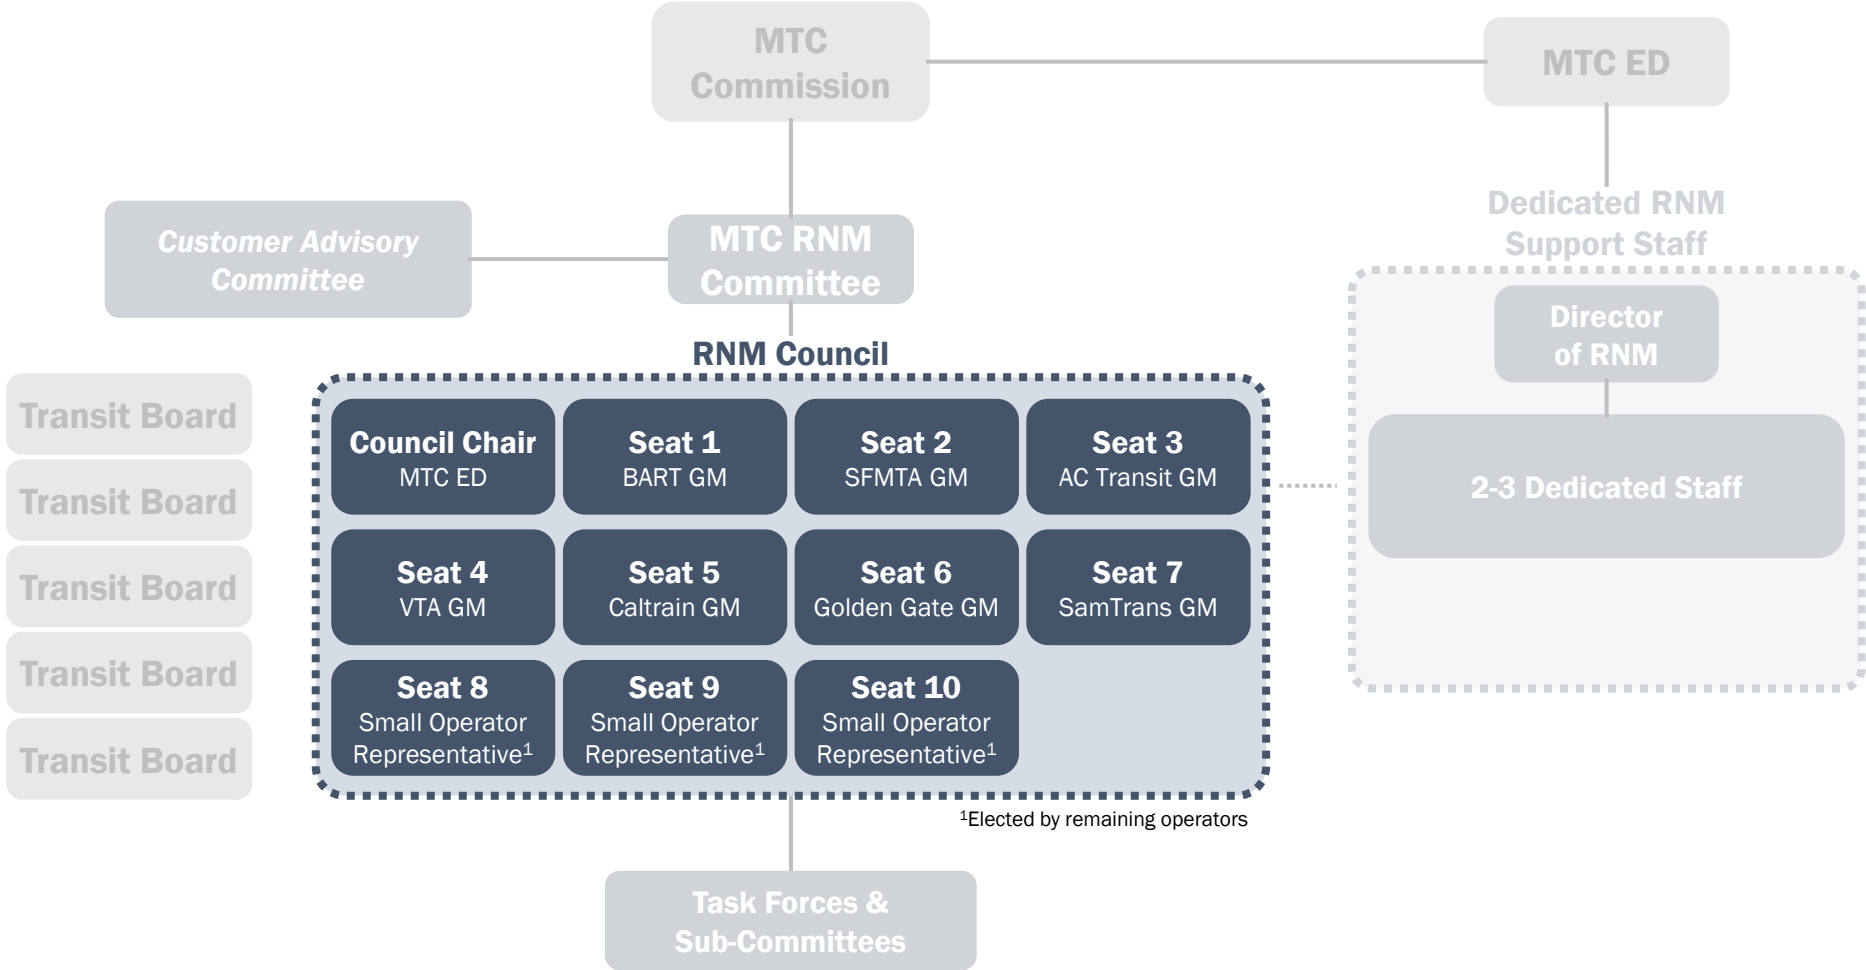 MTC
Commission
MTC ED
Dedicated RNM
Support Staff
Customer Advisory
Committee
MTC RNM
Committee
Director
of RNM
2-3 Dedicated Staff
RNM Council
Transit Board
Transit Board
Transit Board
Transit Board
Transit Board
Council Chair
MTC ED
Seat 1
BART GM
Seat 2
SFMTA GM
Seat 3
AC Transit GM
Seat 4
VTA GM
Seat 5
Caltrain GM
Seat 6
Golden Gate GM
Seat 7
SamTrans GM
Seat 8
Small Operator
Representative¹
Seat 9
Small Operator
Representative¹
Seat 10
Small Operator
Representative¹
¹Elected by remaining operators
Task Forces &
Sub-Committees